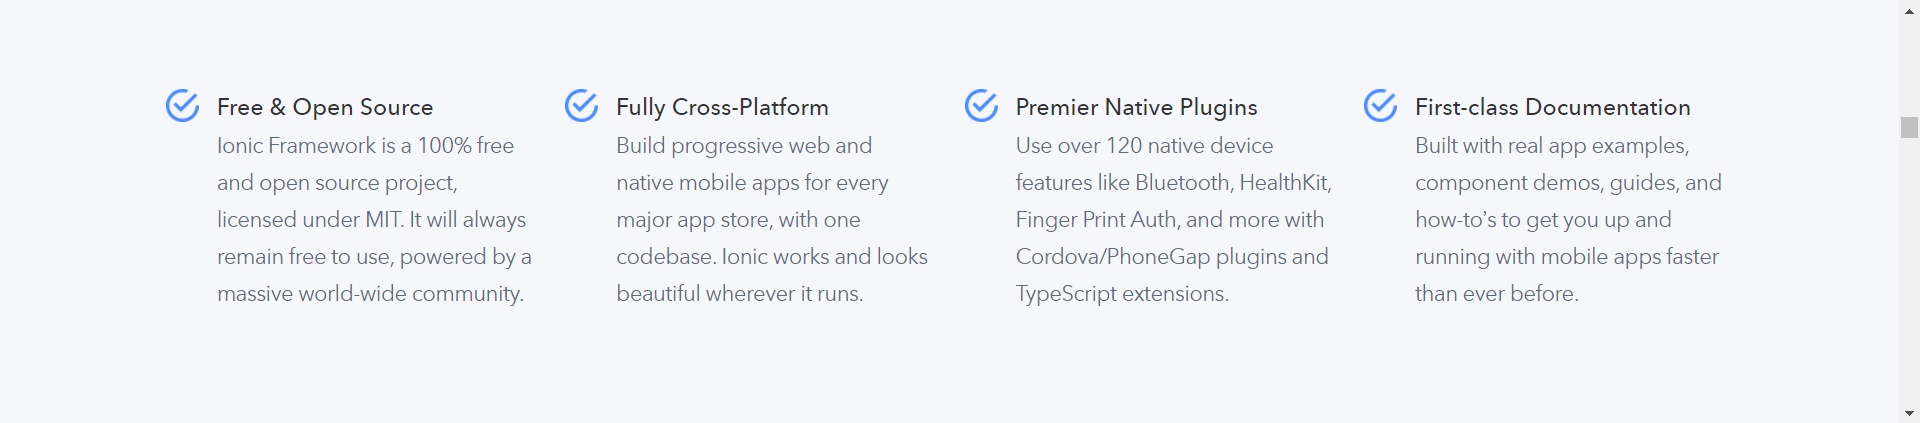 Free & Open Source
Ionic Framework is a 100% free
and open source project,
licensed under MIT. It will always
remain free to use, powered by a
massive world-wide community.
Fully Cross-Platform
Build progressive web and
native mobile apps for every
major app store, with one
codebase. Ionic works and looks
beautiful wherever it runs.
Premier Native Plugins
Use over 120 native device
features like Bluetooth, HealthKit,
Finger Print Auth, and more with
Cordova/PhoneGap plugins and
TypeScript extensions.
First-class Documentation
Built with real app examples,
component demos, guides, and
how-to’s to get you up and
running with mobile apps faster
than ever before.